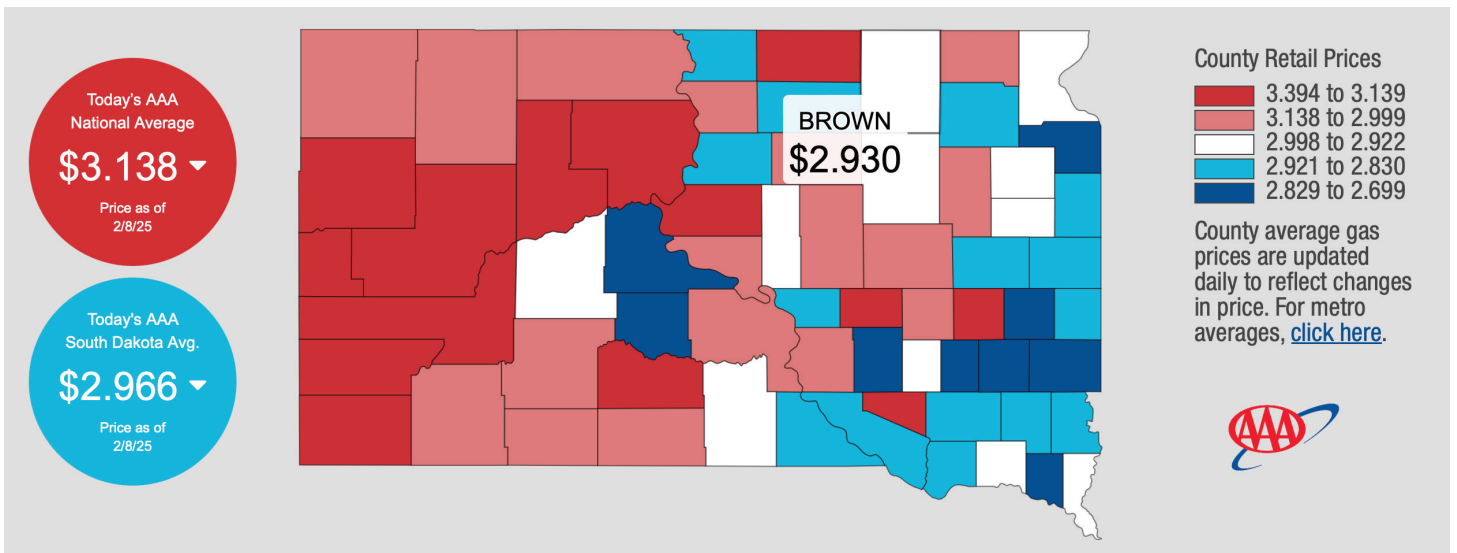 Today's AAA
National Average
$3.138
Price as of
2/8/25
Today's AAA
South Dakota Avg.
$2.966
Price as of
2/8/25
BROWN
$2.930
County Retail Prices
3.394 to 3.139
3.138 to 2.999
2.998 to 2.922
2.921 to 2.830
2.829 to 2.699
County average gas
prices are updated
daily to reflect changes
in price. For metro
averages, click here.
AAA